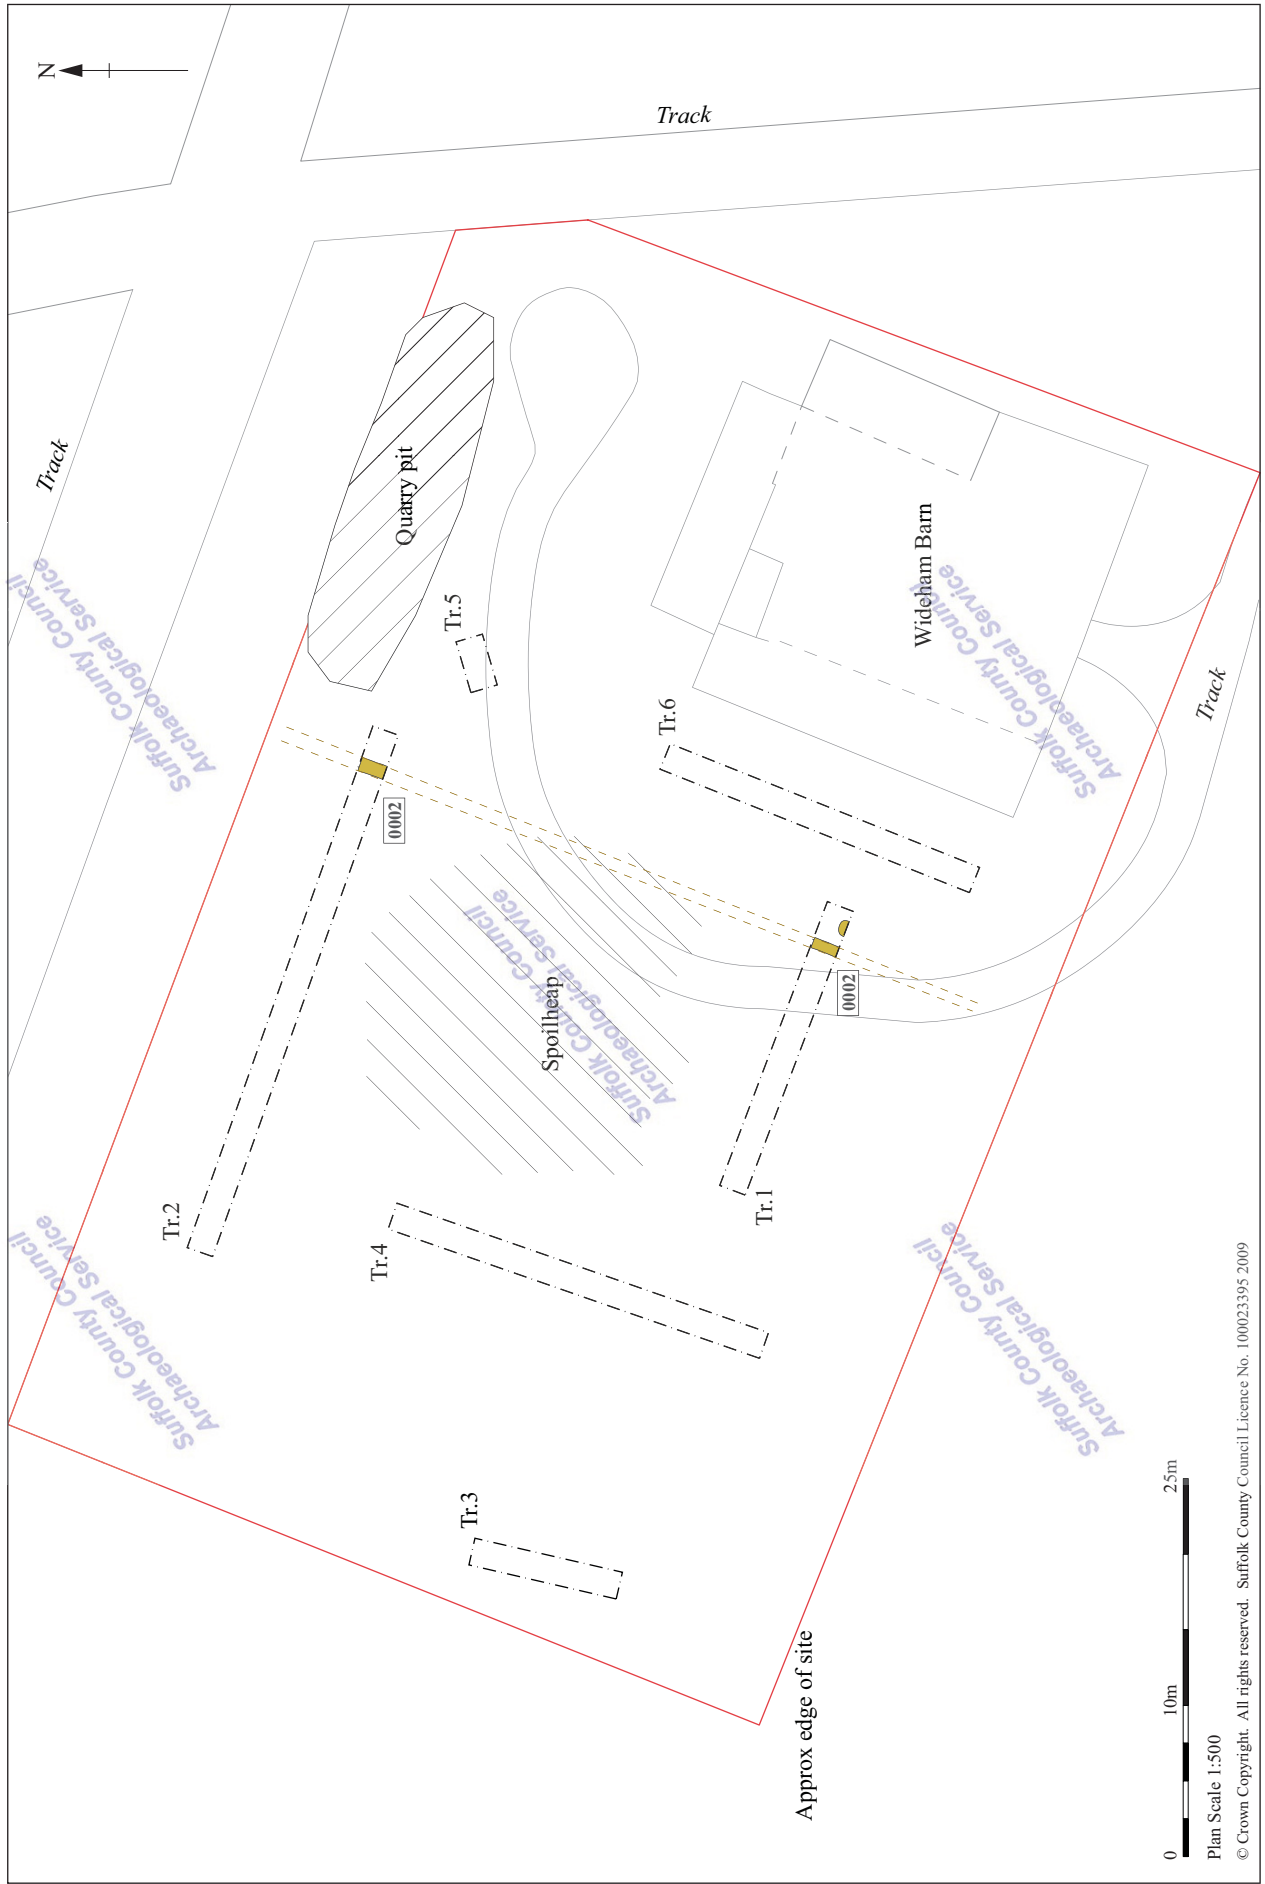 N
Track
Track
Quarry pit
Tr.5
Tr.2
0002
Tr.6
Wideham Barn
Track
Spoilheap
0002
Tr.1
Tr.4
Tr.3
Approx edge of site
Suffolk County Council
Archaeological Service
Suffolk County Council
Archaeological Service
Suffolk County Council
Archaeological Service
Suffolk County Council
Archaeological Service
Suffolk County Council
Archaeological Service
0 10m 25m
Plan Scale 1:500
© Crown Copyright. All rights reserved. Suffolk County Council Licence No. 100023395 2009